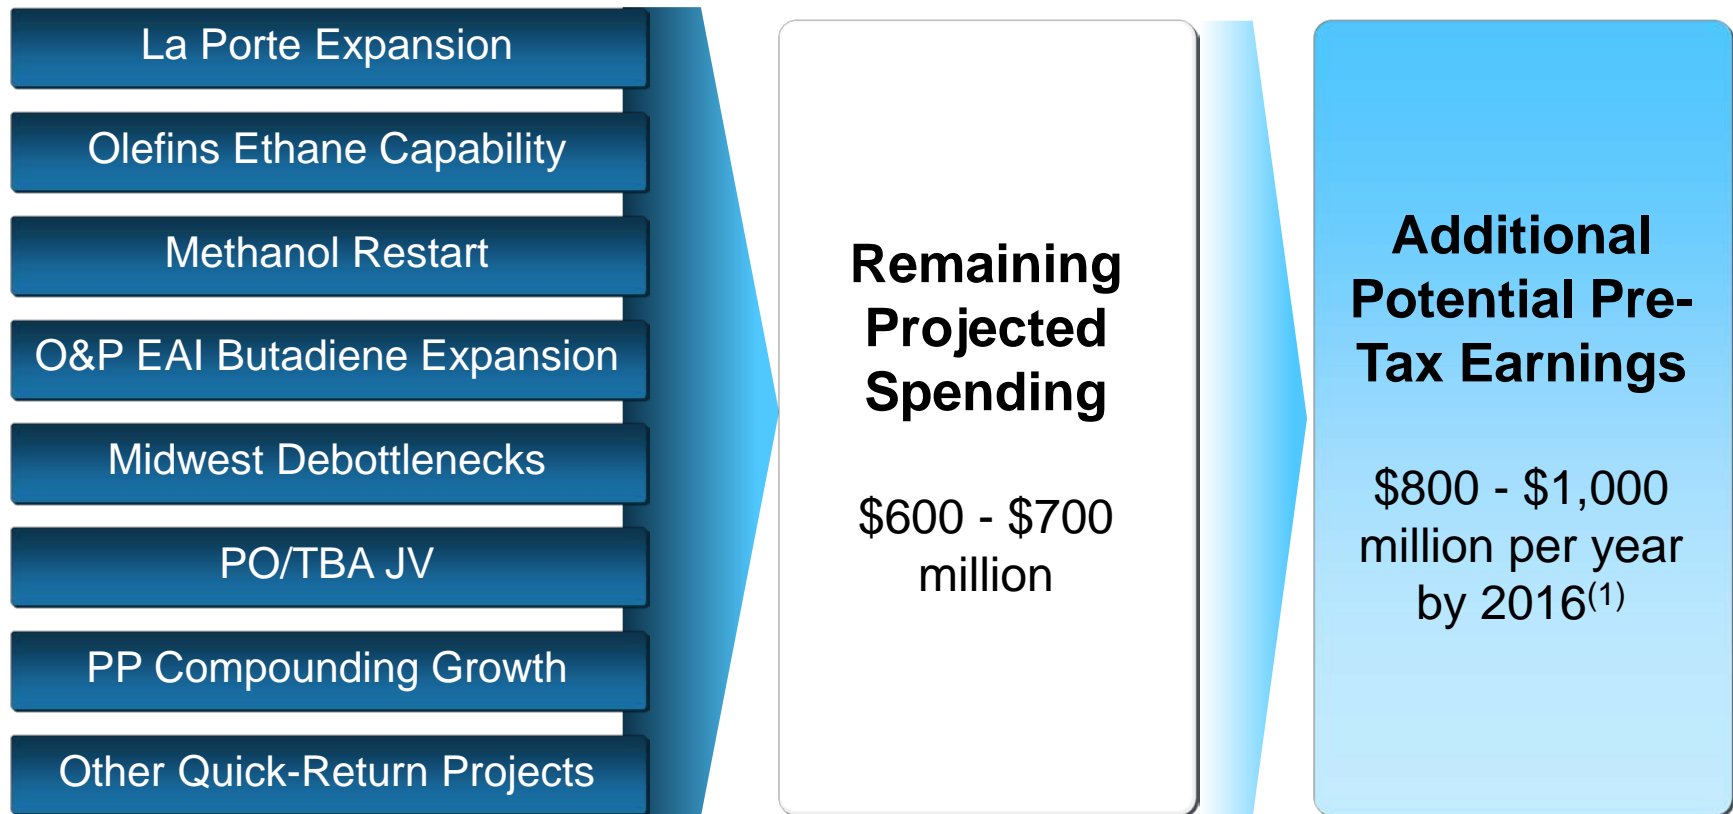 La Porte Expansion
Olefins Ethane Capability
Methanol Restart
O&P EAI Butadiene Expansion
Midwest Debottlenecks
PO/TBA JV
PP Compounding Growth
Other Quick-Return Projects
Remaining
Projected
Spending
$600 - $700
million
Additional
Potential Pre-
Tax Earnings
$800 - $1,000
million per year
by 2016(1)